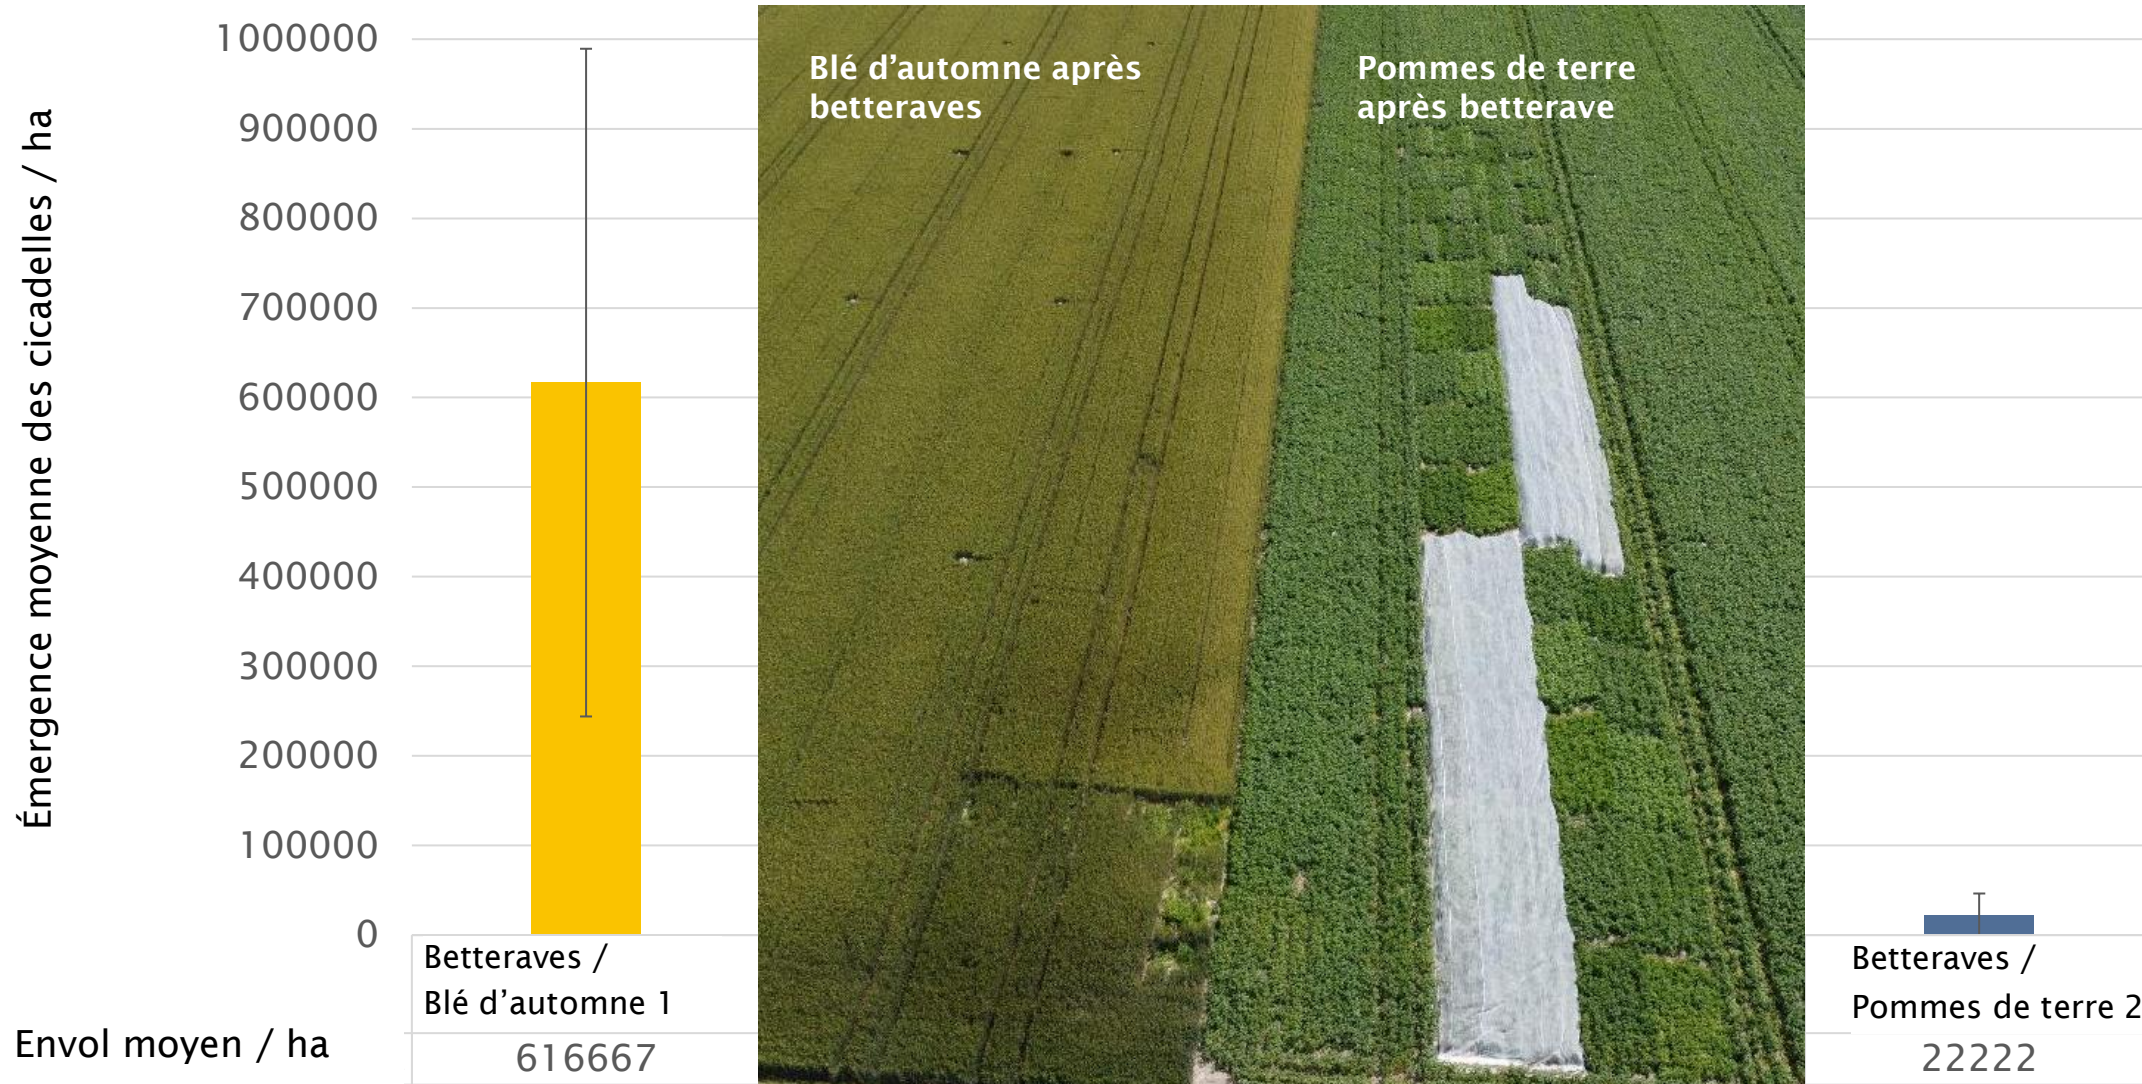 Émergence moyenne des cicadelles / ha
1000000
900000
800000
700000
600000
500000
400000
300000
200000
100000
0
Blé d'automne après
betteraves
Pommes de terre
après betterave
Betteraves /
Blé d'automne 1
Betteraves /
Pommes de terre 2
Envol moyen / ha
616667
22222